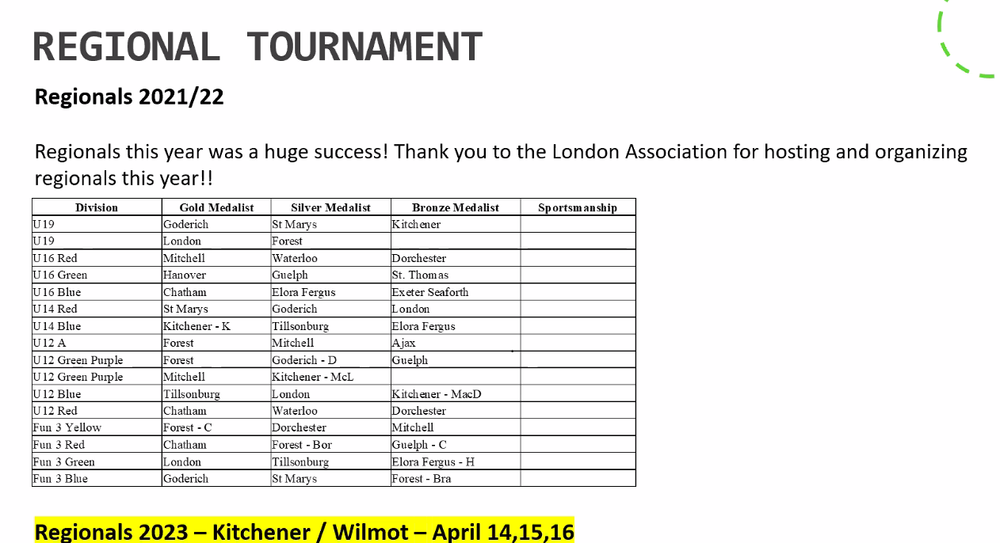 REGIONAL TOURNAMENT
Regionals 2021/22
Regionals this year was a huge success! Thank you to the London Association for hosting and organizing
regionals this year!!
Division Gold Medalist Silver Medalist Bronze Medalist Sportsmanship
U19 Goderich St Marys Kitchener
U19 London Forest
U16 Red Mitchell Waterloo Dorchester
U16 Green Hanover Guelph St. Thomas
U16 Blue Chatham Elora Fergus Exeter Seaforth
U14 Red St Marys Goderich London
U14 Blue Kitchener - K Tillsonburg Elora Fergus
U12 A Forest Mitchell Ajax
U12 Green Purple Forest Goderich - D Guelph
U12 Green Purple Mitchell Kitchener - McL
U12 Blue Tillsonburg London Kitchener - MacD
U12 Red Chatham Waterloo Dorchester
Fun 3 Yellow Forest - C Dorchester Mitchell
Fun 3 Red Chatham Forest - Bor Guelph - C
Fun 3 Green London Tillsonburg Elora Fergus - H
Fun 3 Blue Goderich St Marys Forest - Bra
Regionals 2023 – Kitchener / Wilmot – April 14,15,16